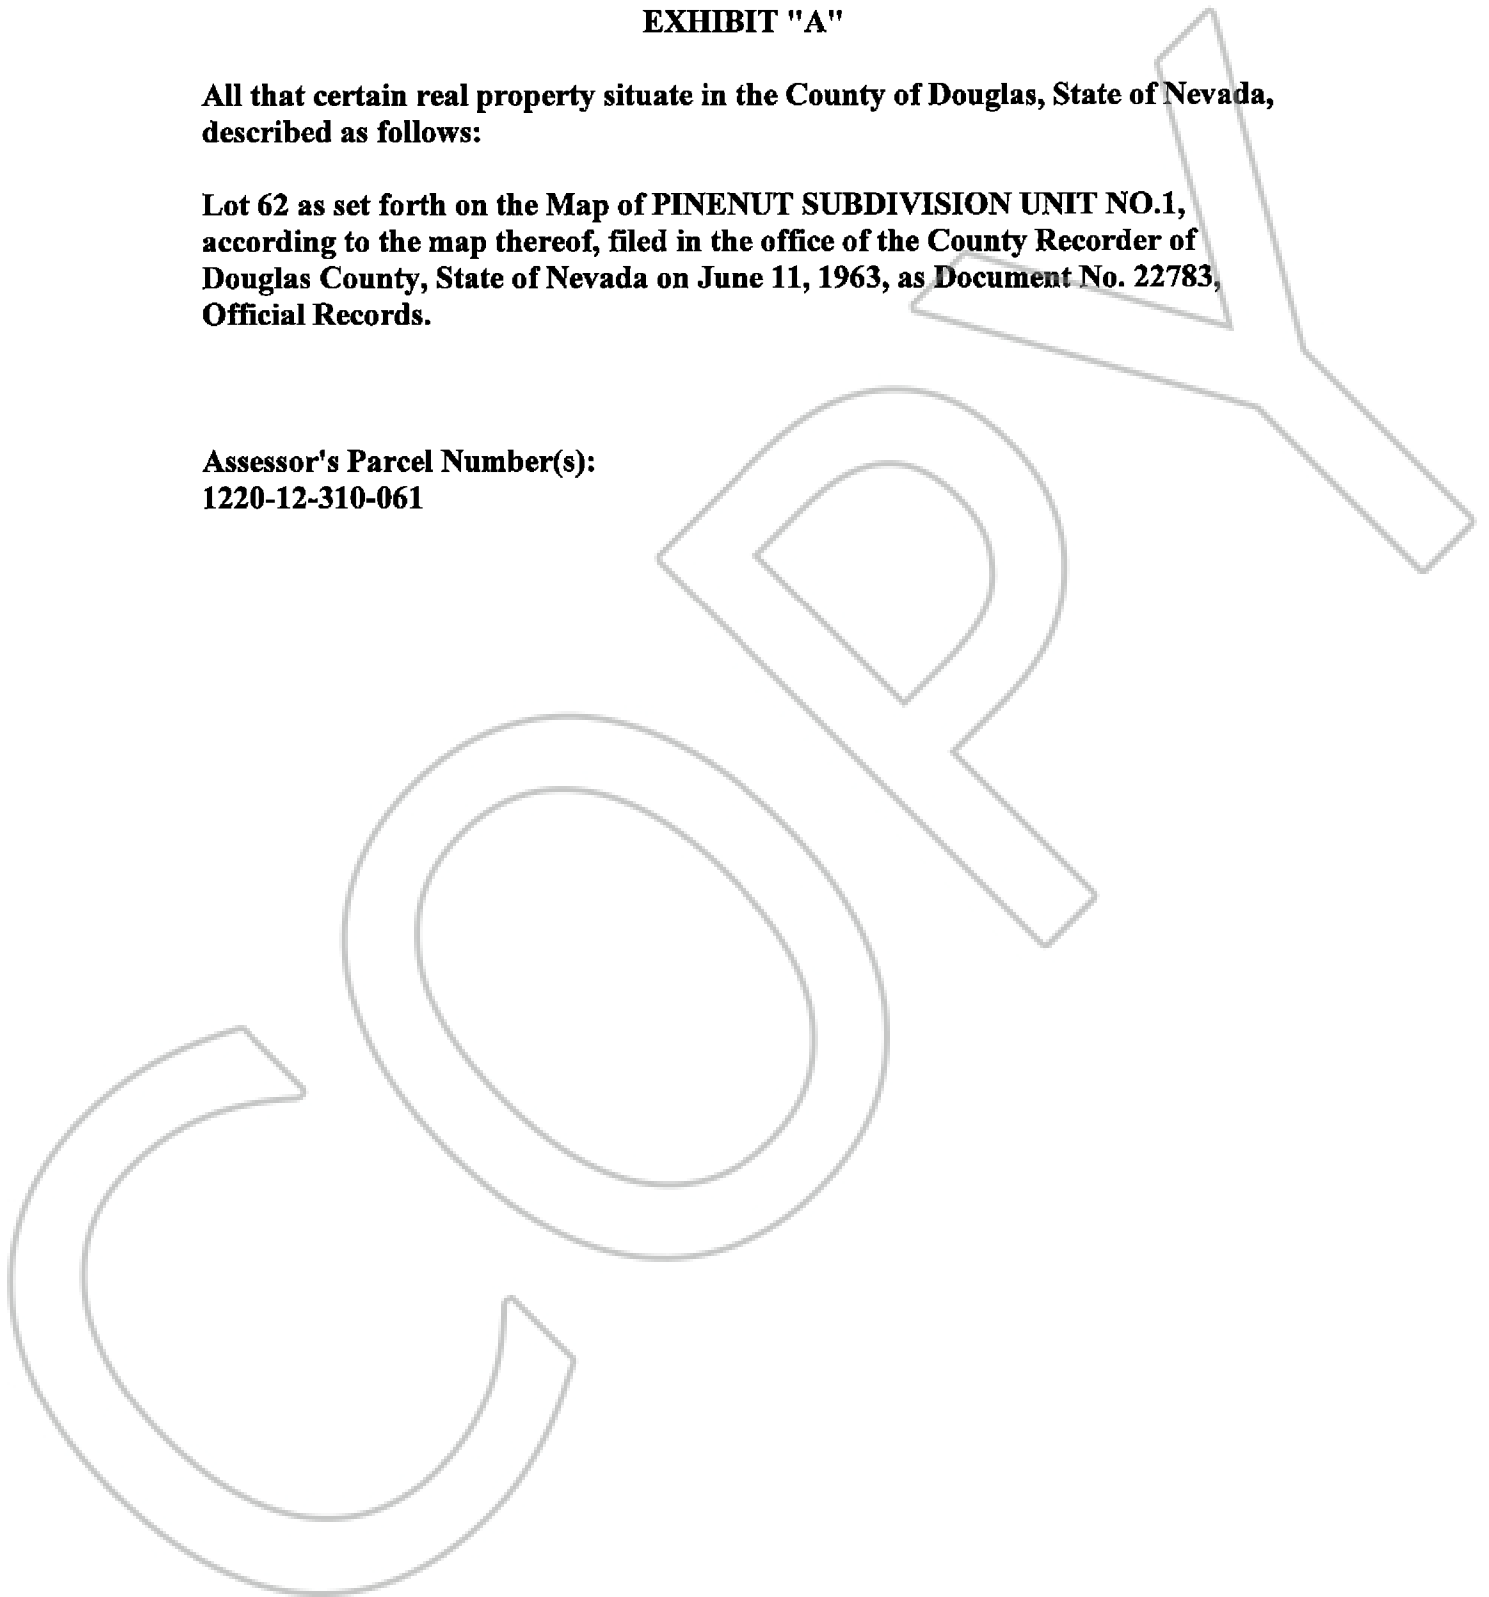 EXHIBIT "A"
All that certain real property situate in the County of Douglas, State of Nevada,
described as follows:
Lot 62 as set forth on the Map of PINENUT SUBDIVISION UNIT NO.1,
according to the map thereof, filed in the office of the County Recorder of
Douglas County, State of Nevada on June 11, 1963, as Document No. 22783,
Official Records.
Assessor's Parcel Number(s):
1220-12-310-061
COPY